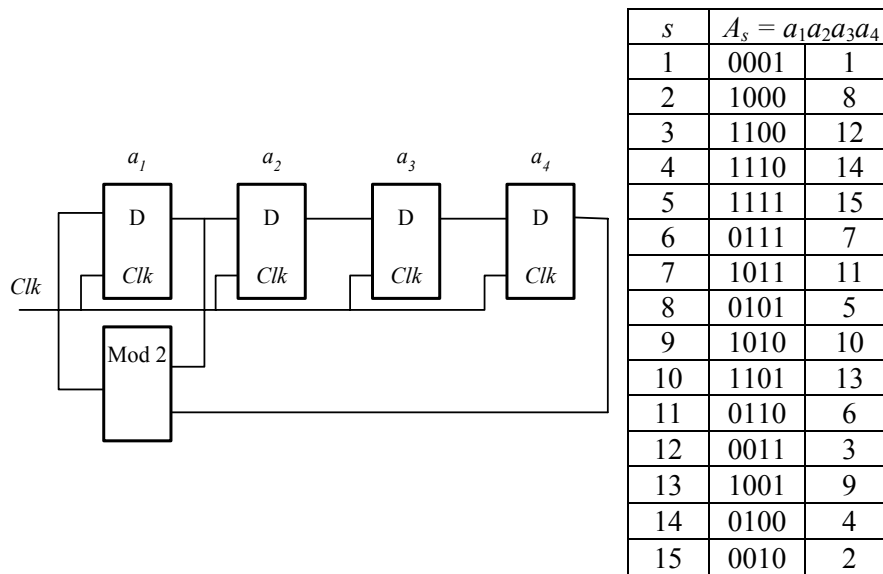 a1 a2 a3 a4
D D D D
Clk Clk Clk Clk
Clk
Mod 2
s As = a1a2a3a4
1 0001 1
2 1000 8
3 1100 12
4 1110 14
5 1111 15
6 0111 7
7 1011 11
8 0101 5
9 1010 10
10 1101 13
11 0110 6
12 0011 3
13 1001 9
14 0100 4
15 0010 2